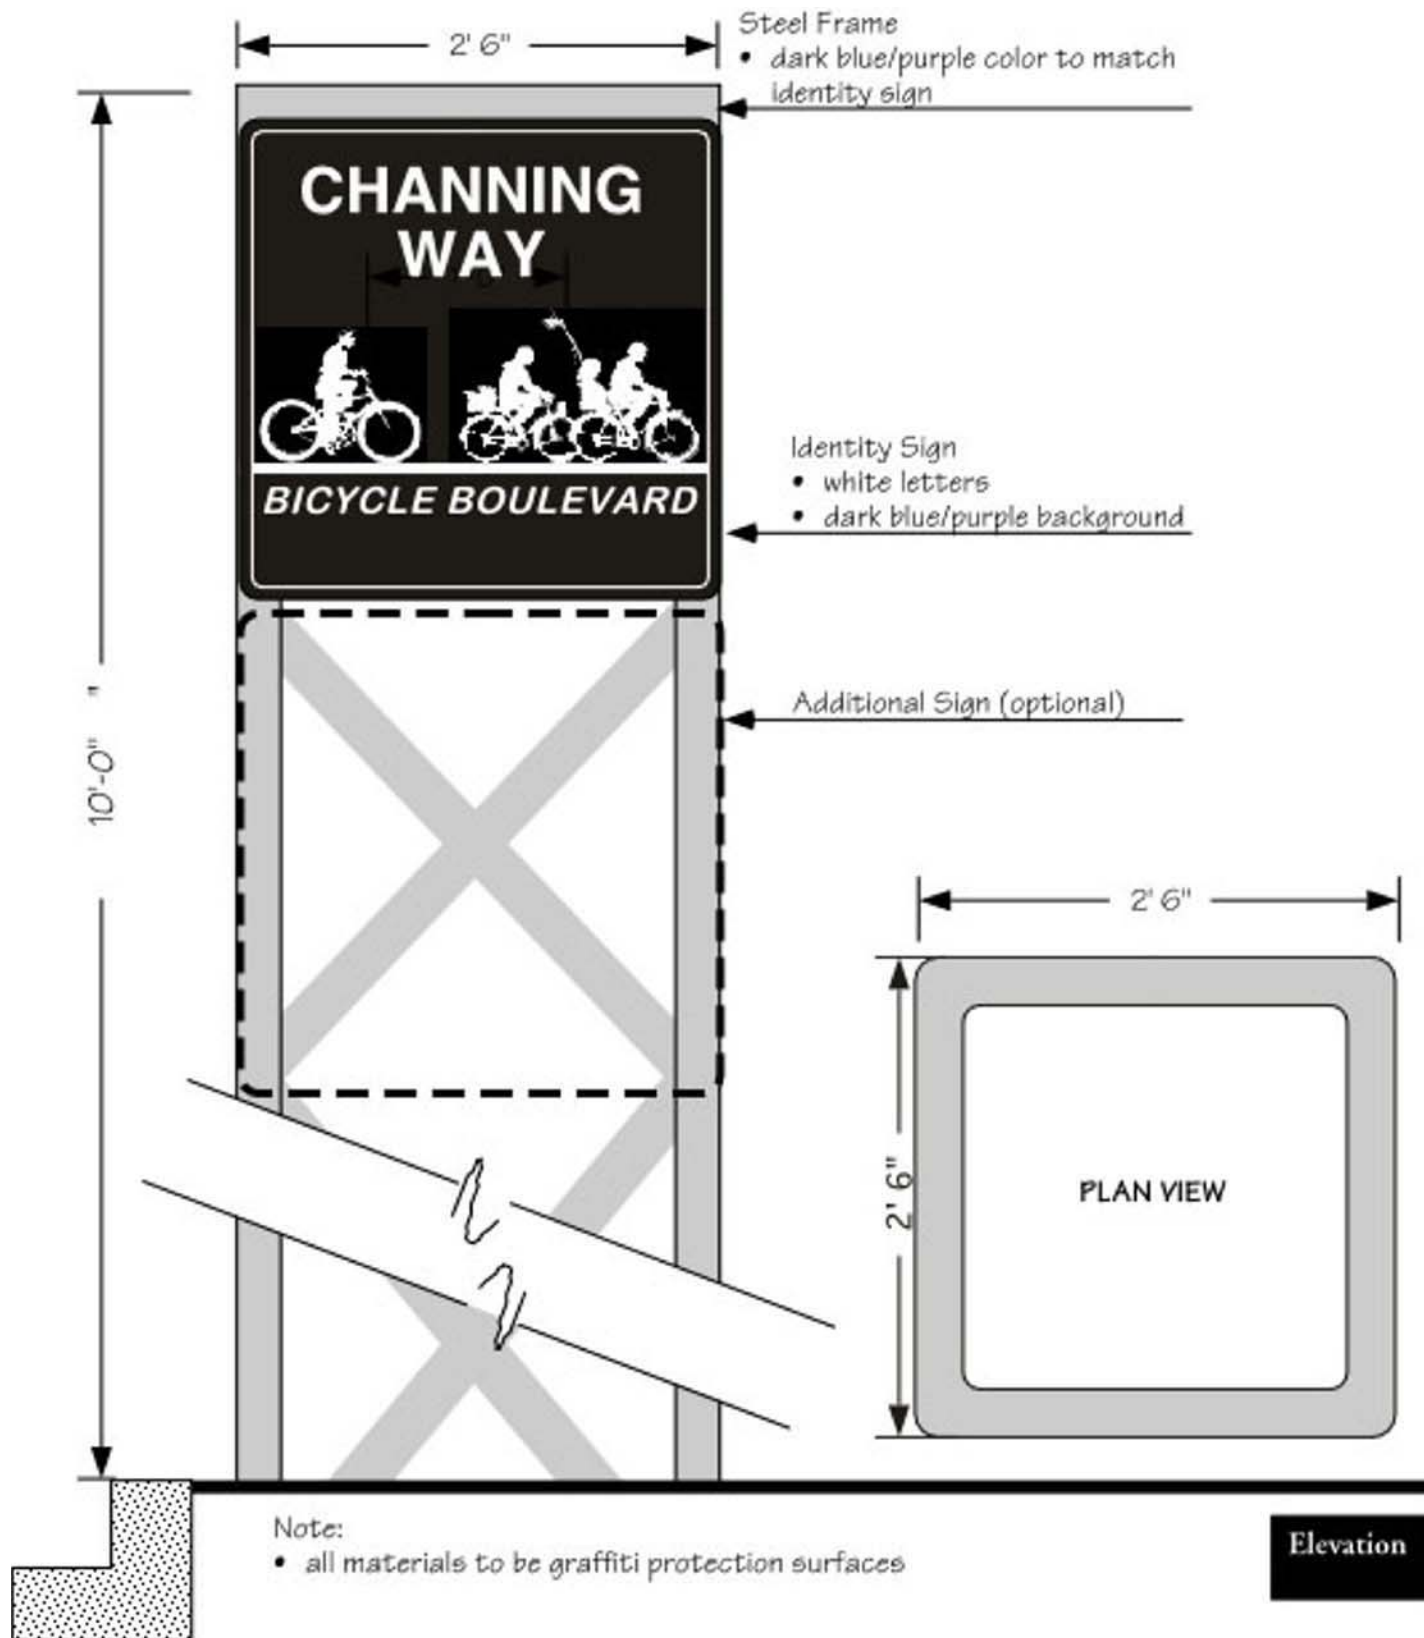 2' 6"
Steel Frame
• dark blue/purple color to match
identity sign
CHANNING
WAY
BICYCLE BOULEVARD
Identity Sign
• white letters
• dark blue/purple background
Additional Sign (optional)
10'-0" "
2' 6"
2' 6"
PLAN VIEW
Note:
• all materials to be graffiti protection surfaces
Elevation